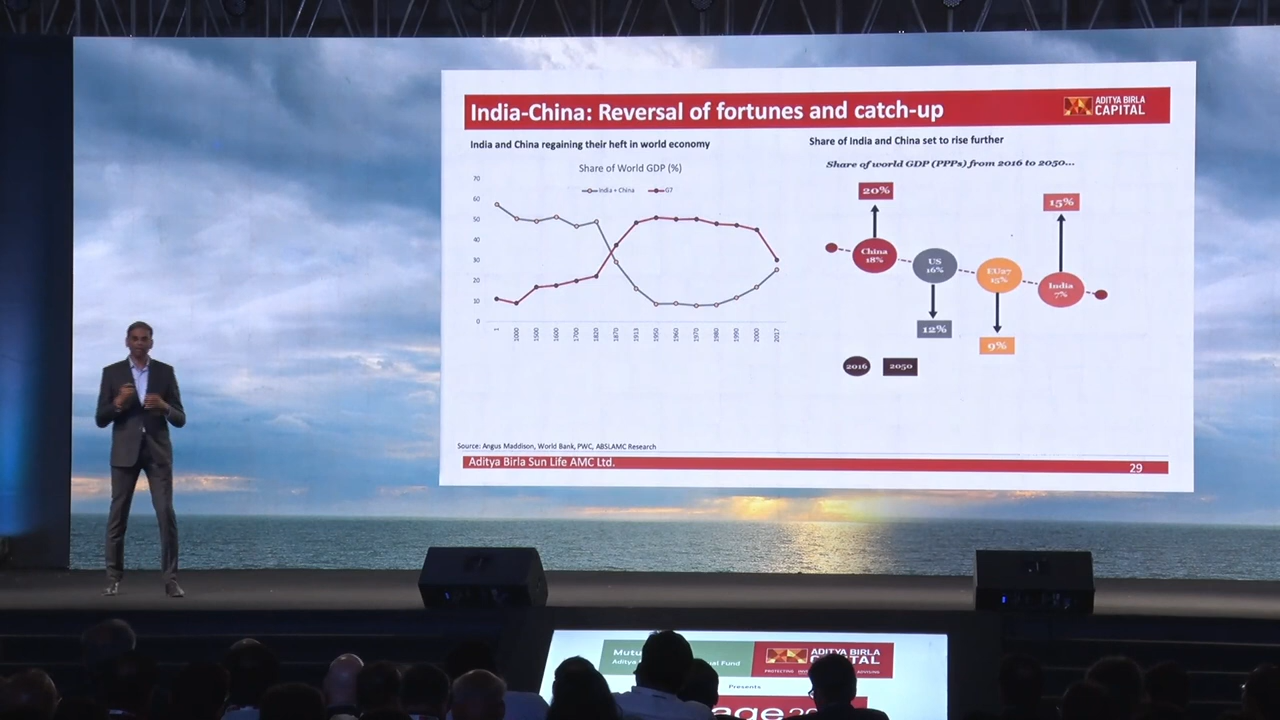 India-China: Reversal of fortunes and catch-up
ADITYA BIRLA
CAPITAL
India and China regaining their heft in world economy
Share of India and China set to rise further
Share of World GDP (%)
Share of world GDP (PPPs) from 2016 to 2050...
India + China
G7
70
60
50
40
30
20
10
0
1
1000
1500
1600
1700
1820
1870
1913
1950
1960
1970
1980
1990
2000
2017
20%
15%
China
18%
US
16%
EU27
15%
India
7%
12%
9%
2016
2050
Source: Angus Maddison, World Bank, PWC, ABSLAMC Research
Aditya Birla Sun Life AMC Ltd.
29
Aditya
Fund
ADITYA BIRLA
CAPITAL
Presents